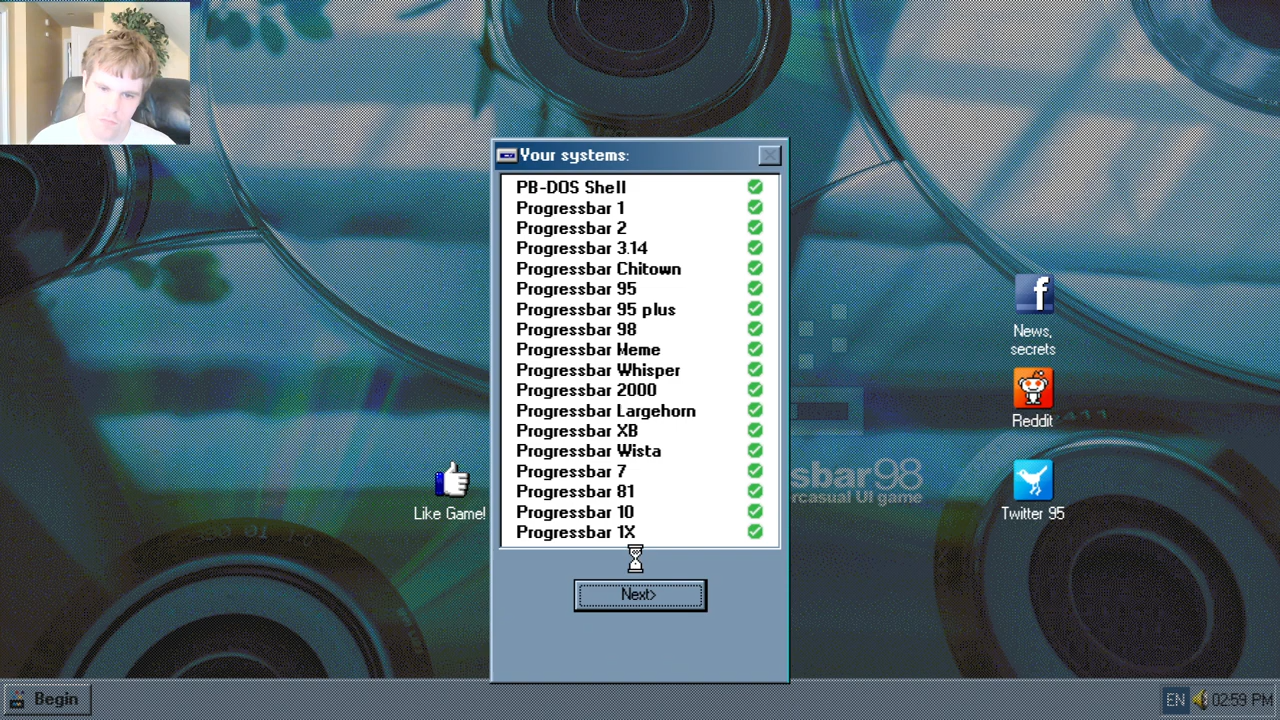 Your systems:
PB-DOS Shell
Progressbar 1
Progressbar 2
Progressbar 3.14
Progressbar Chitown
Progressbar 95
Progressbar 95 plus
Progressbar 98
Progressbar Meme
Progressbar Whisper
Progressbar 2000
Progressbar Largehorn
Progressbar XB
Progressbar Wista
Progressbar 7
Progressbar 81
Progressbar 10
Progressbar 1X
Next>
Like Game!
News,
secrets
Reddit
Twitter 95
sbar98
rcasual UI game
Begin
EN 02:59 PM